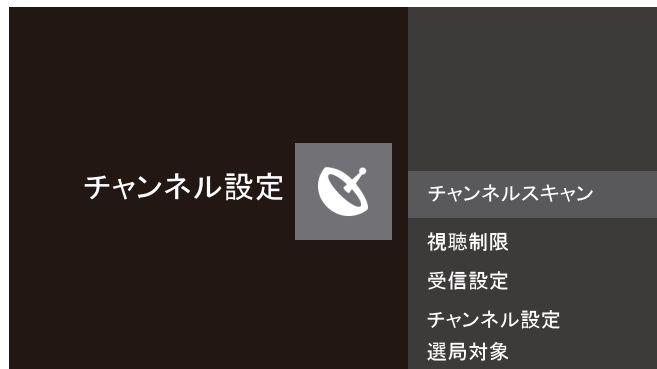 チャンネル設定
チャンネルスキャン
視聴制限
受信設定
チャンネル設定
選局対象